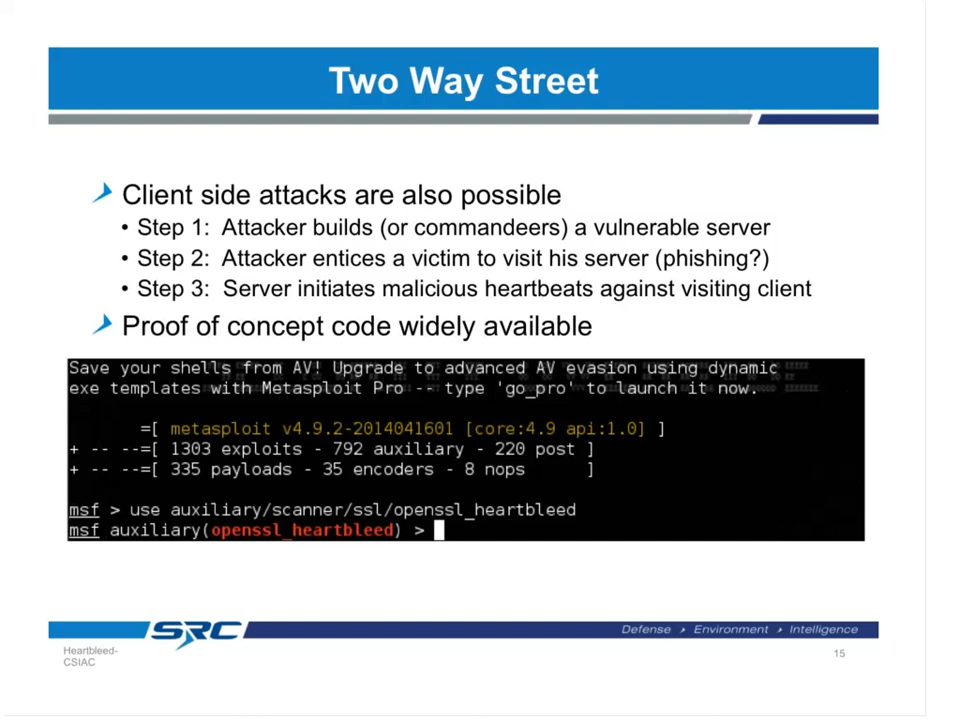 Two Way Street
Client side attacks are also possible
• Step 1: Attacker builds (or commandeers) a vulnerable server
• Step 2: Attacker entices a victim to visit his server (phishing?)
• Step 3: Server initiates malicious heartbeats against visiting client
Proof of concept code widely available
Save your shells from AV! Upgrade to advanced AV evasion using dynamic
exe templates with Metasploit Pro -- type 'go_pro' to launch it now.
=[ metasploit v4.9.2-2014041601 [core:4.9 api:1.0] ]
+ -- --=[ 1303 exploits - 792 auxiliary - 220 post ]
+ -- --=[ 335 payloads - 35 encoders - 8 nops ]
msf > use auxiliary/scanner/ssl/openssl_heartbleed
msf auxiliary(openssl_heartbleed) >
SRC
Defense › Environment › Intelligence
Heartbleed-
CSIAC
15